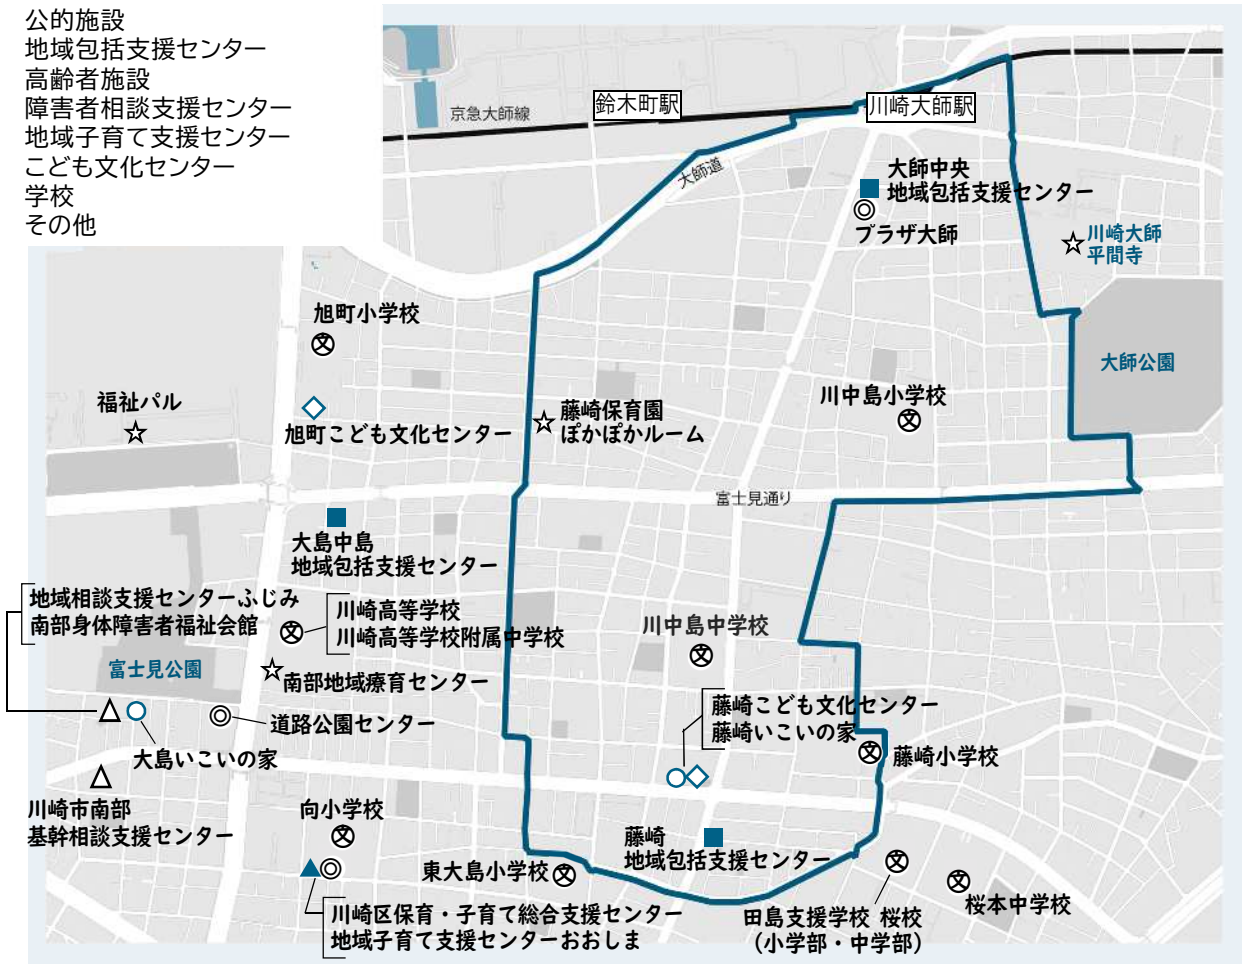 公的施設
地域包括支援センター
高齢者施設
障害者相談支援センター
地域子育て支援センター
こども文化センター
学校
その他
京急大師線
鈴木町駅
川崎大師駅
大師道
大師中央
地域包括支援センター
プラザ大師
川崎大師
平間寺
旭町小学校
大師公園
福祉パル
旭町こども文化センター
藤崎保育園
ぽかぽかルーム
川中島小学校
富士見通り
大島中島
地域包括支援センター
地域相談支援センターふじみ
南部身体障害者福祉会館
川崎高等学校
川崎高等学校附属中学校
川中島中学校
富士見公園
南部地域療育センター
道路公園センター
大島いこいの家
藤崎こども文化センター
藤崎いこいの家
藤崎小学校
川崎市南部
基幹相談支援センター
向小学校
藤崎
地域包括支援センター
東大島小学校
川崎区保育・子育て総合支援センター
地域子育て支援センターおおしま
田島支援学校 桜校
(小学部・中学部)
桜本中学校
文
文
文
文
文
文
文
文
文